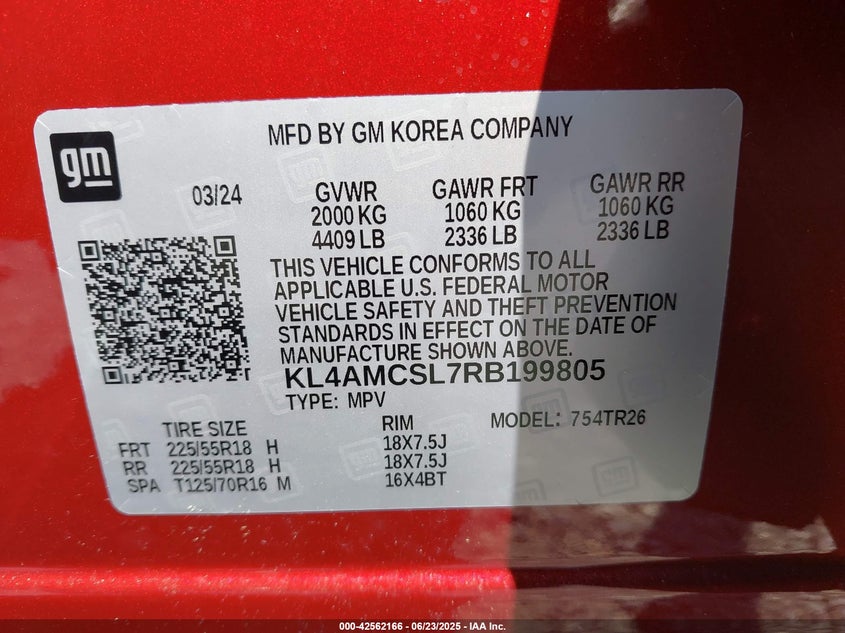 gm
MFD BY GM KOREA COMPANY
03/24
GVWR GAWR FRT GAWR RR
2000 KG 1060 KG 1060 KG
4409 LB 2336 LB 2336 LB
THIS VEHICLE CONFORMS TO ALL
APPLICABLE U.S. FEDERAL MOTOR
VEHICLE SAFETY AND THEFT PREVENTION
STANDARDS IN EFFECT ON THE DATE OF
MANUFACTURE SHOWN ABOVE.
KL4AMCSL7RB199805
TYPE: MPV MODEL: 754TR26
TIRE SIZE RIM
FRT 225/55R18 H 18X7.5J
RR 225/55R18 H 18X7.5J
SPA T125/70R16 M 16X4BT
000-42562166 - 06/23/2025 - IAA Inc.